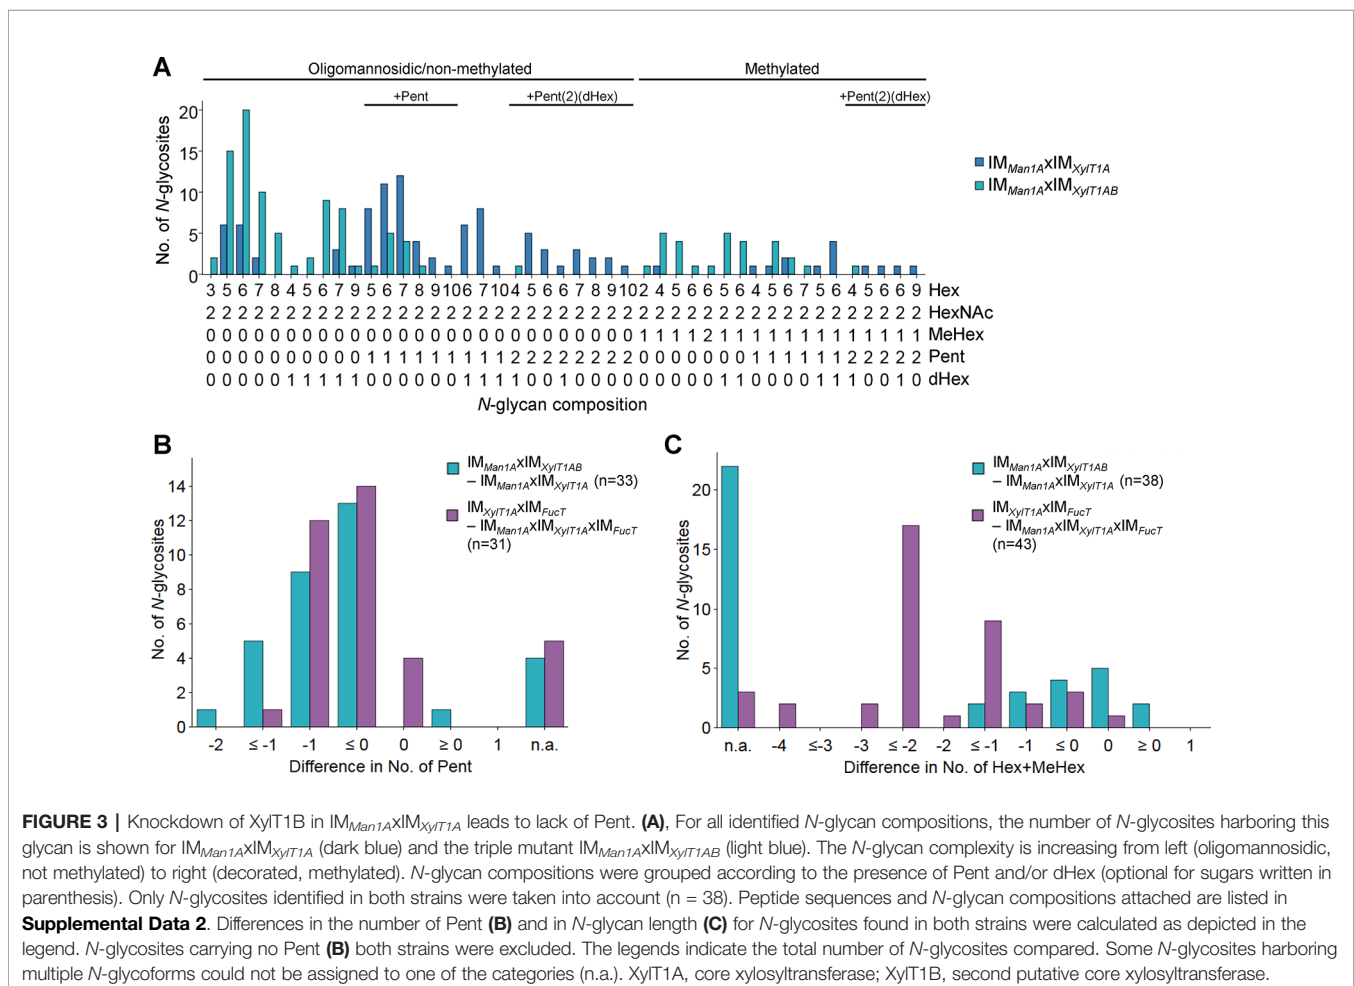 A
Oligomannosidic/non-methylated
Methylated
+Pent
+Pent(2)(dHex)
+Pent(2)(dHex)
No. of N-glycosites
20
15
10
5
0
IMMan1AxIMXylT1A
IMMan1AxIMXylT1AB
3 5 6 7 8 4 5 6 7 9 5 6 7 8 9 10 6 7 10 4 5 6 6 7 8 9 10 2 4 5 6 6 5 6 4 5 6 7 5 6 4 5 6 6 9 Hex
2 2 2 2 2 2 2 2 2 2 2 2 2 2 2 2 2 2 2 2 2 2 2 2 2 2 2 2 2 2 2 2 2 2 2 2 2 2 2 2 2 2 2 2 2 HexNAc
0 0 0 0 0 0 0 0 0 0 0 0 0 0 0 0 0 0 0 0 0 0 0 0 0 0 0 1 1 1 1 2 1 1 1 1 1 1 1 1 1 1 1 1 1 MeHex
0 0 0 0 0 0 0 0 0 0 1 1 1 1 1 1 1 1 1 2 2 2 2 2 2 2 2 0 0 0 0 0 0 0 1 1 1 1 1 1 2 2 2 2 2 Pent
0 0 0 0 0 1 1 1 1 1 0 0 0 0 0 0 1 1 1 1 0 0 1 0 0 0 0 0 0 0 0 0 1 1 0 0 0 0 1 1 1 0 0 1 0 dHex
N-glycan composition
B
No. of N-glycosites
14
12
10
8
6
4
2
0
IMMan1AxIMXylT1AB
– IMMan1AxIMXylT1A (n=33)
IMXylT1AxIMFucT
– IMMan1AxIMXylT1AxIMFucT
(n=31)
-2 ≤ -1 -1 ≤ 0 0 ≥ 0 1 n.a.
Difference in No. of Pent
C
No. of N-glycosites
20
15
10
5
0
IMMan1AxIMXylT1AB
– IMMan1AxIMXylT1A (n=38)
IMXylT1AxIMFucT
– IMMan1AxIMXylT1AxIMFucT
(n=43)
n.a. -4 ≤-3 -3 ≤ -2 -2 ≤ -1 -1 ≤ 0 0 ≥ 0 1
Difference in No. of Hex+MeHex
FIGURE 3 | Knockdown of XylT1B in IMMan1AxIMXylT1A leads to lack of Pent. (A), For all identified N-glycan compositions, the number of N-glycosites harboring this
glycan is shown for IMMan1AxIMXylT1A (dark blue) and the triple mutant IMMan1AxIMXylT1AB (light blue). The N-glycan complexity is increasing from left (oligomannosidic,
not methylated) to right (decorated, methylated). N-glycan compositions were grouped according to the presence of Pent and/or dHex (optional for sugars written in
parenthesis). Only N-glycosites identified in both strains were taken into account (n = 38). Peptide sequences and N-glycan compositions attached are listed in
Supplemental Data 2. Differences in the number of Pent (B) and in N-glycan length (C) for N-glycosites found in both strains were calculated as depicted in the
legend. N-glycosites carrying no Pent (B) both strains were excluded. The legends indicate the total number of N-glycosites compared. Some N-glycosites harboring
multiple N-glycoforms could not be assigned to one of the categories (n.a.). XylT1A, core xylosyltransferase; XylT1B, second putative core xylosyltransferase.